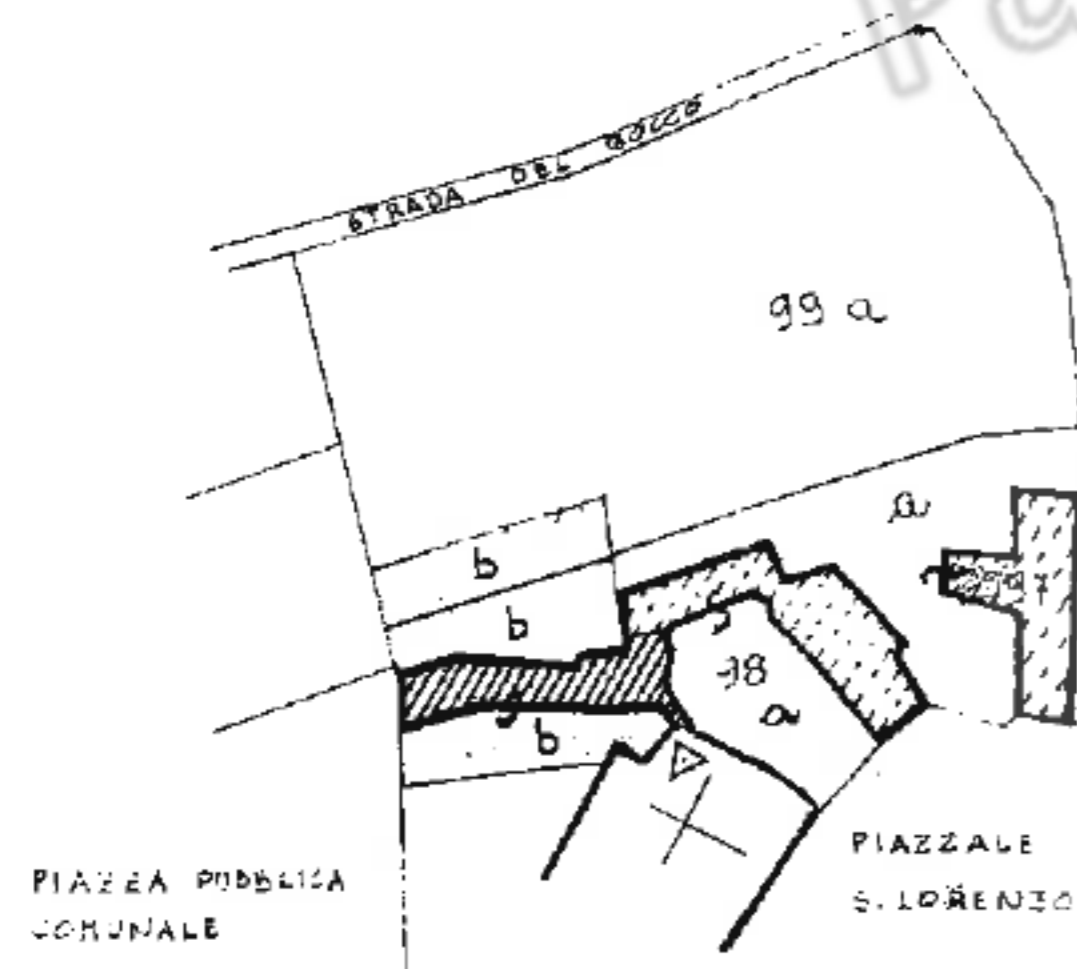 STRADA DEL
99 a
a
b
b
98
a
b
PIAZZALE
S. LORENZO
PIAZZA PUBBLICA
COMUNALE